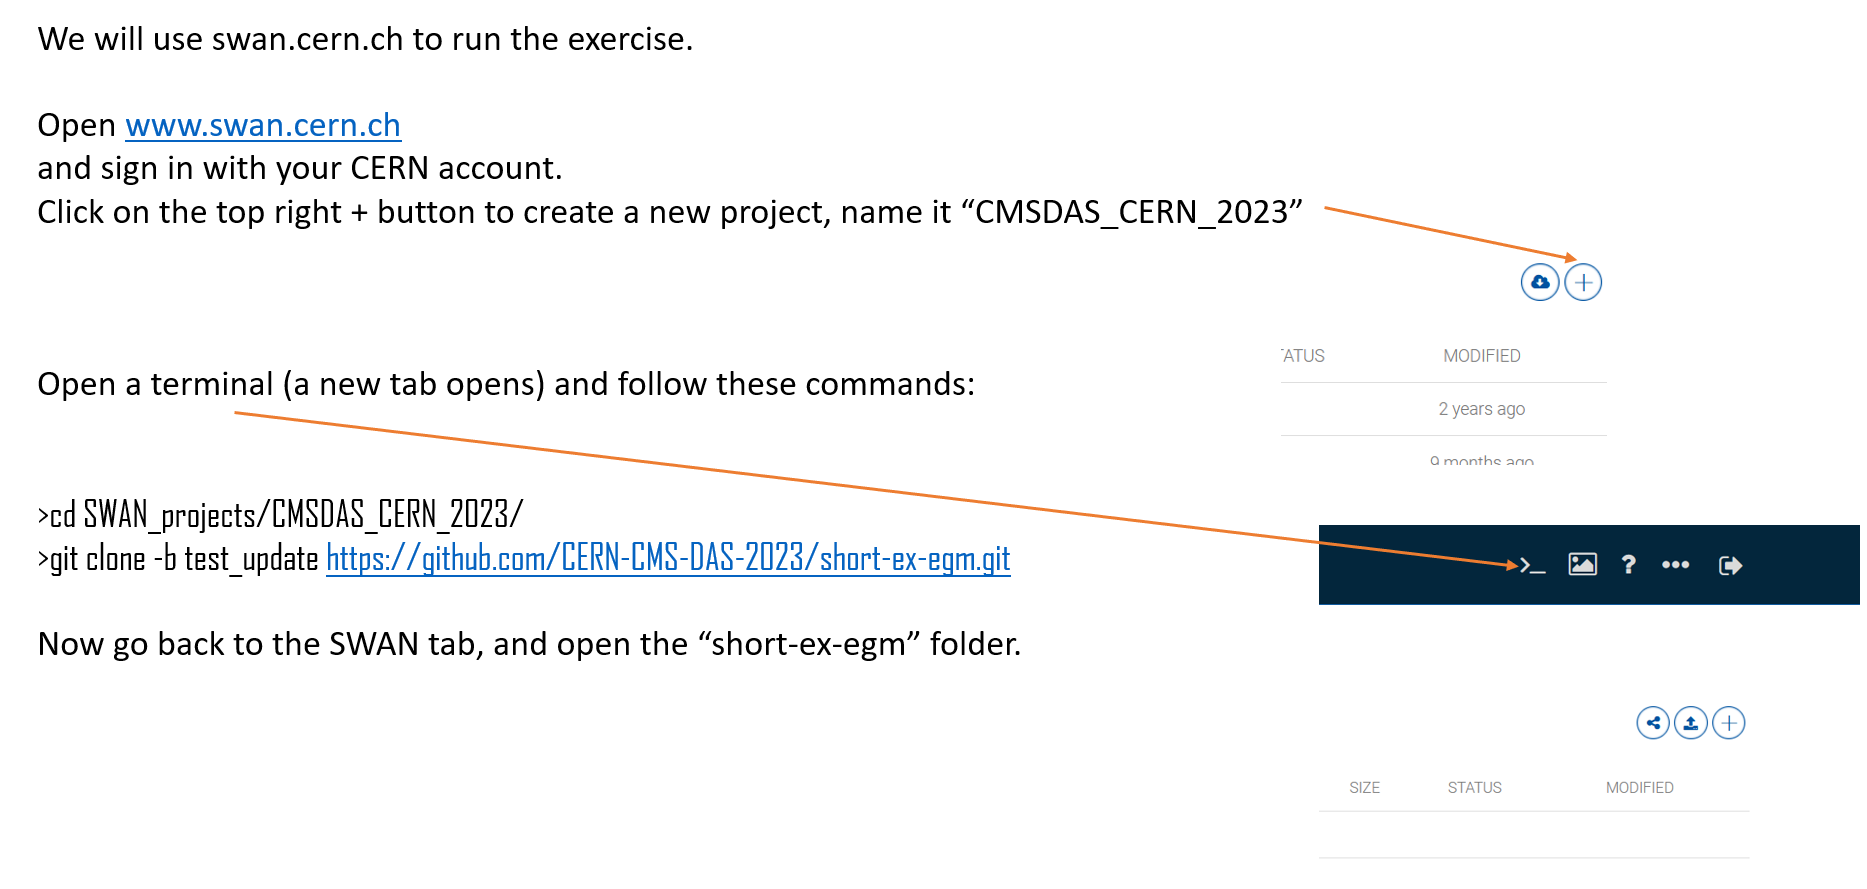 We will use swan.cern.ch to run the exercise.
Open www.swan.cern.ch
and sign in with your CERN account.
Click on the top right + button to create a new project, name it “CMSDAS_CERN_2023”
ATUS MODIFIED
Open a terminal (a new tab opens) and follow these commands:
2 years ago
9 months ago
>cd SWAN_projects/CMSDAS_CERN_2023/
>git clone -b test_update https://github.com/CERN-CMS-DAS-2023/short-ex-egm.git
Now go back to the SWAN tab, and open the “short-ex-egm” folder.
SIZE STATUS MODIFIED